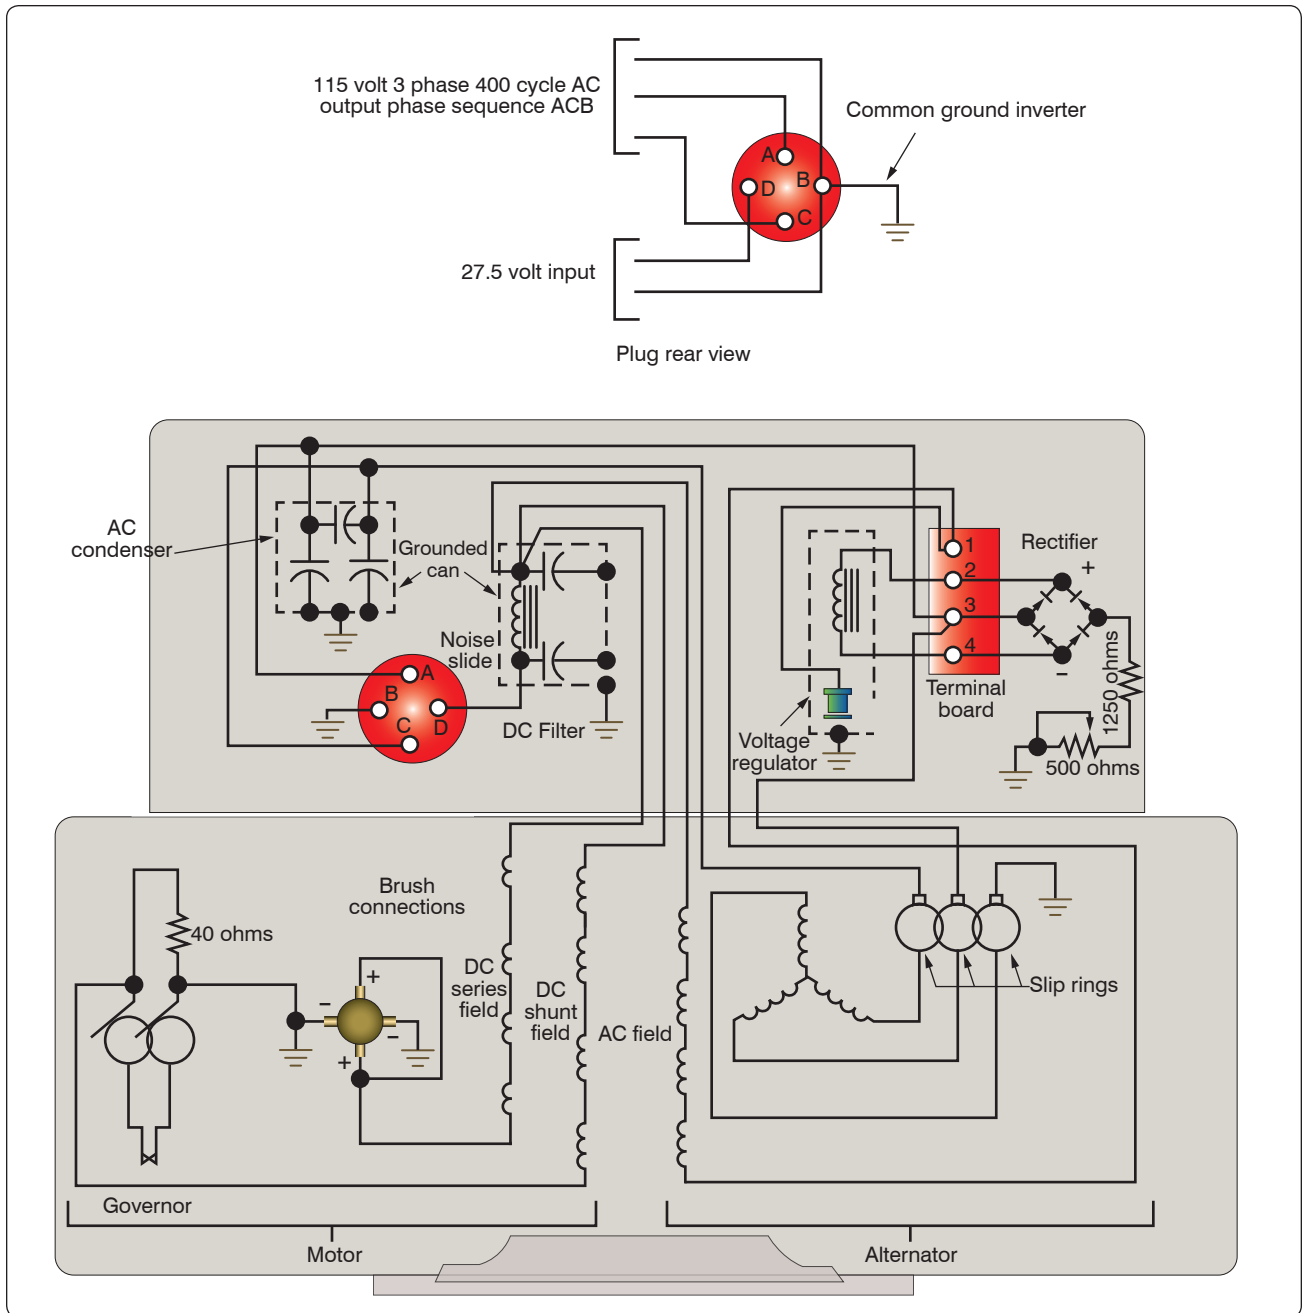 115 volt 3 phase 400 cycle AC
output phase sequence ACB
Common ground inverter
A
D
B
C
27.5 volt input
Plug rear view
AC
condenser
Grounded
can
Noise
slide
A
B
C
D
DC Filter
Voltage
regulator
1
2
3
4
Terminal
board
Rectifier
+
–
1250 ohms
500 ohms
40 ohms
Brush
connections
+
–
–
+
DC
series
field
DC
shunt
field
AC field
Slip rings
Governor
Motor
Alternator